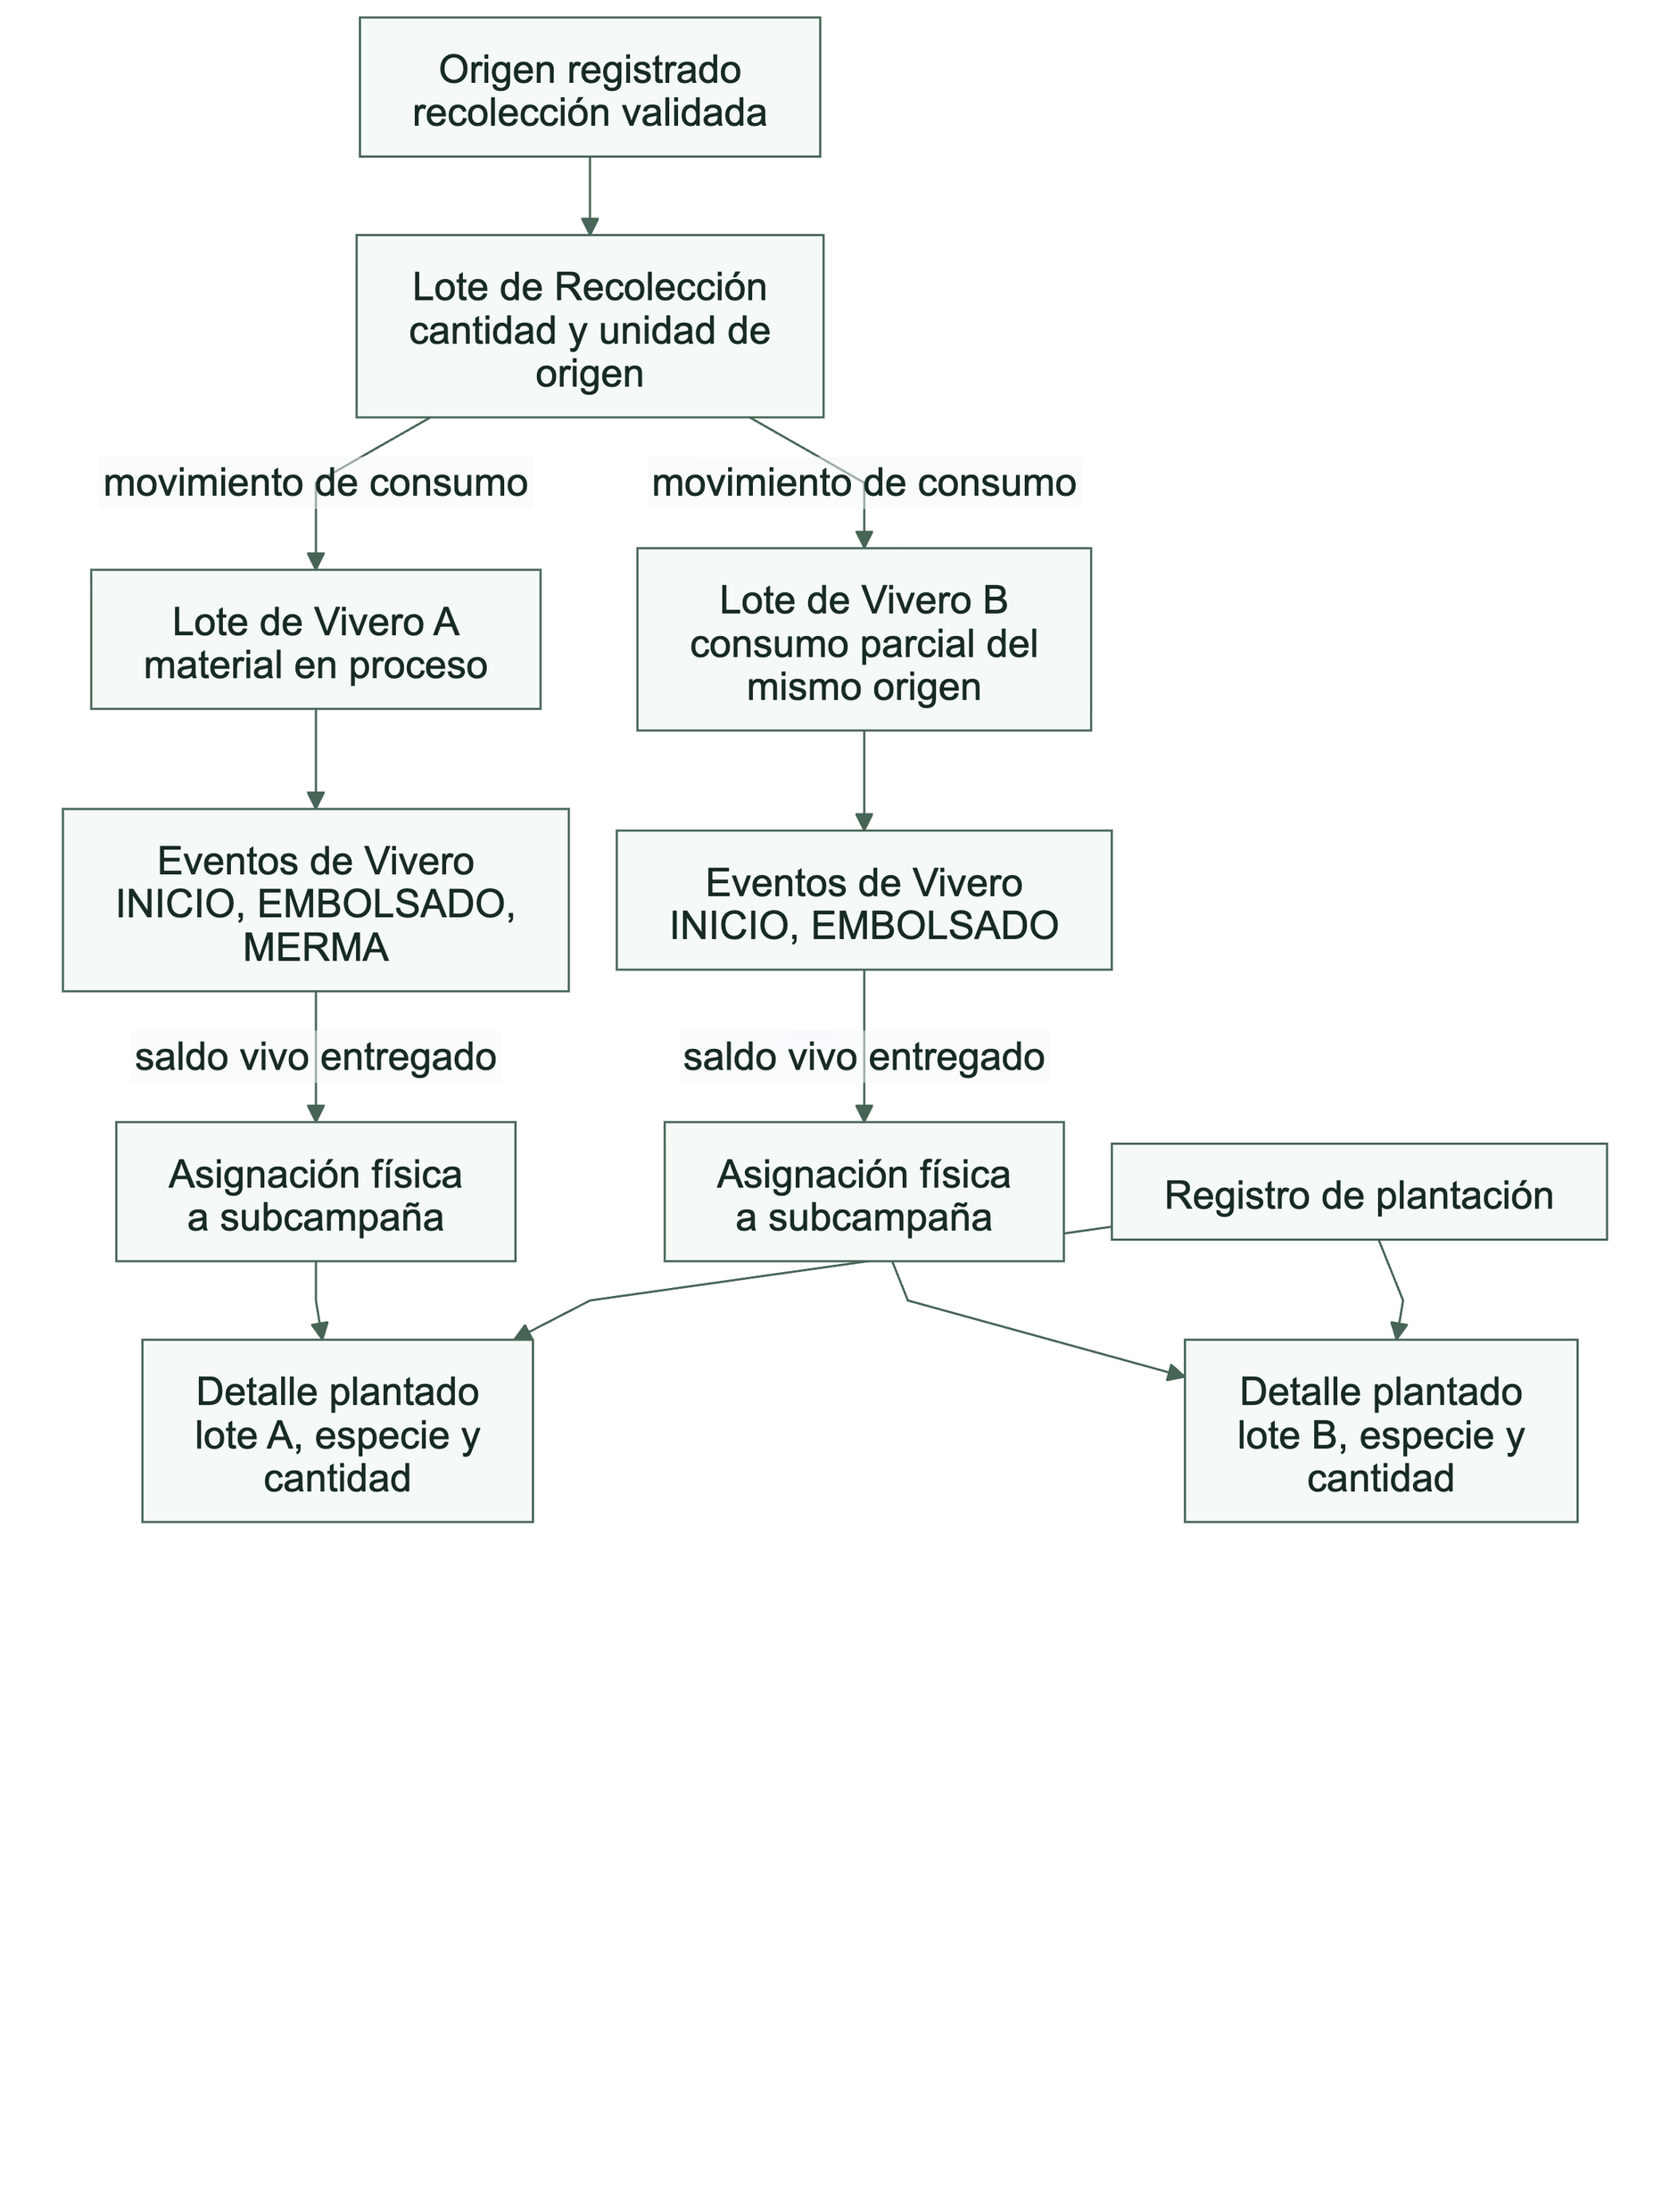 Origen registrado
recolección validada
Lote de Recolección
cantidad y unidad de
origen
movimiento de consumo
movimiento de consumo
Lote de Vivero A
material en proceso
Lote de Vivero B
consumo parcial del
mismo origen
Eventos de Vivero
INICIO, EMBOLSADO,
MERMA
Eventos de Vivero
INICIO, EMBOLSADO
saldo vivo entregado
saldo vivo entregado
Asignación física
a subcampaña
Asignación física
a subcampaña
Registro de plantación
Detalle plantado
lote A, especie y
cantidad
Detalle plantado
lote B, especie y
cantidad